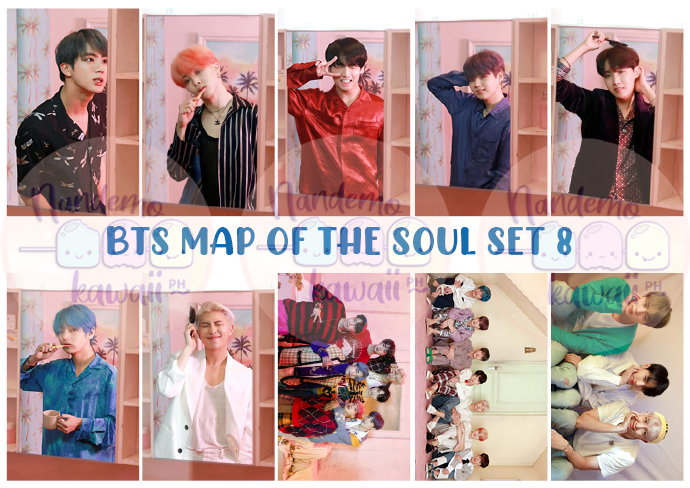 Nandemo
Nandemo
Nandemo
BTS MAP OF THE SOUL SET 8
kawaii PH
kawaii PH
kawaii PH